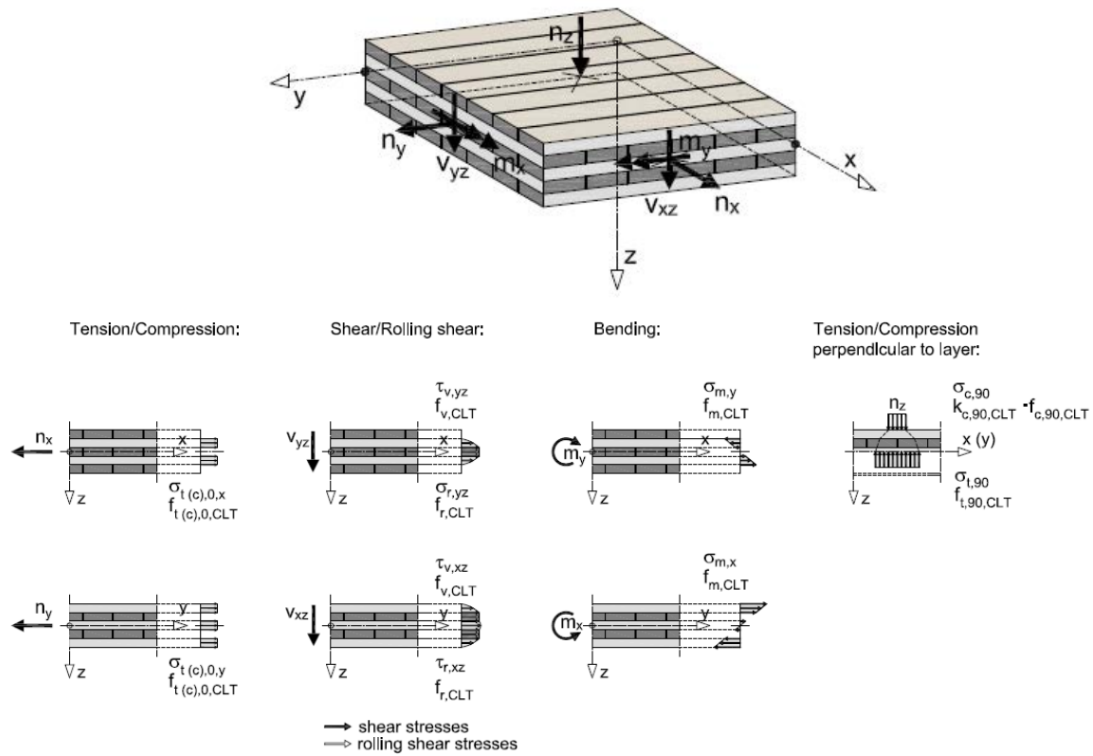 n_z
y
n_y
v_yz
m_x
m_y
v_xz
n_x
x
z
Tension/Compression:
Shear/Rolling shear:
Bending:
Tension/Compression
perpendicular to layer:
n_x
x
z
σ_t (c),0,x
f_t (c),0,CLT
v_yz
τ_v,yz
f_v,CLT
x
z
σ_r,yz
f_r,CLT
m_y
σ_m,y
f_m,CLT
x
z
n_z
σ_c,90
k_c,90,CLT · f_c,90,CLT
x (y)
z
σ_t,90
f_t,90,CLT
n_y
y
z
σ_t (c),0,y
f_t (c),0,CLT
v_xz
τ_v,xz
f_v,CLT
y
z
τ_r,xz
f_r,CLT
m_x
σ_m,x
f_m,CLT
y
z
shear stresses
rolling shear stresses